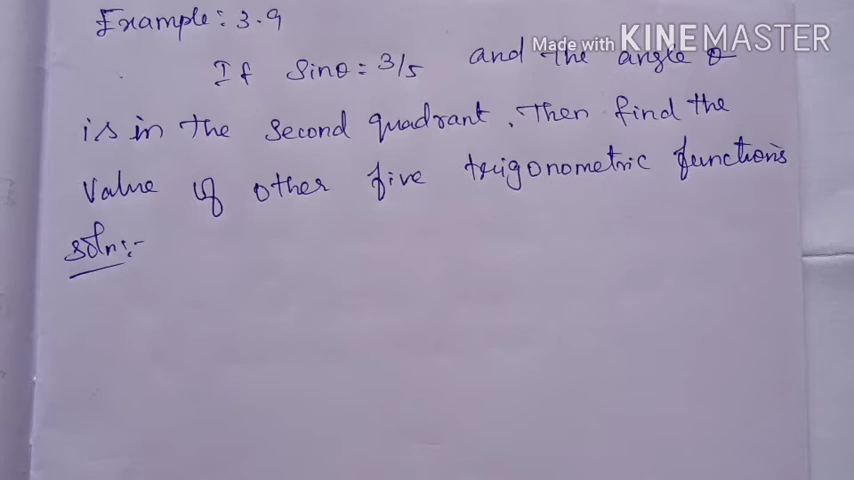 Example: 3.9
Made with KINEMASTER
If Sinθ = 3/5 and the angle θ
is in the second quadrant, Then find the
value of other five trigonometric functions
soln:-